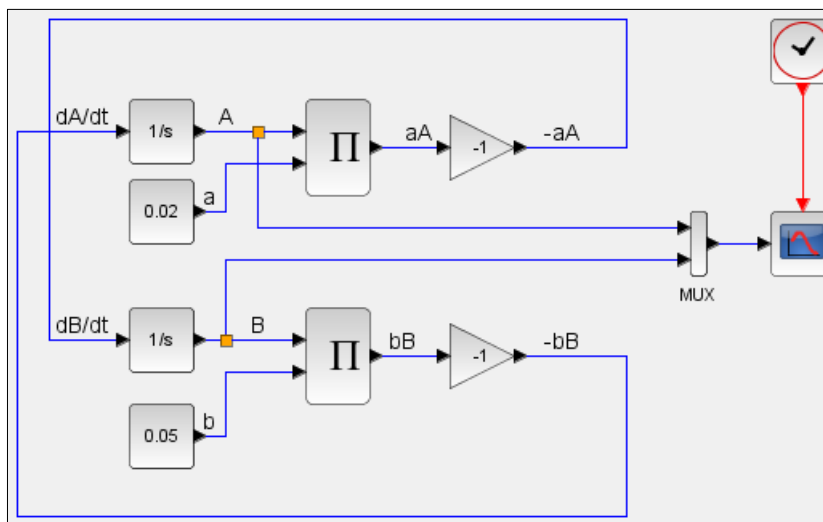 dA/dt
1/s
A
Π
aA
-1
-aA
0.02
a
MUX
dB/dt
1/s
B
Π
bB
-1
-bB
0.05
b